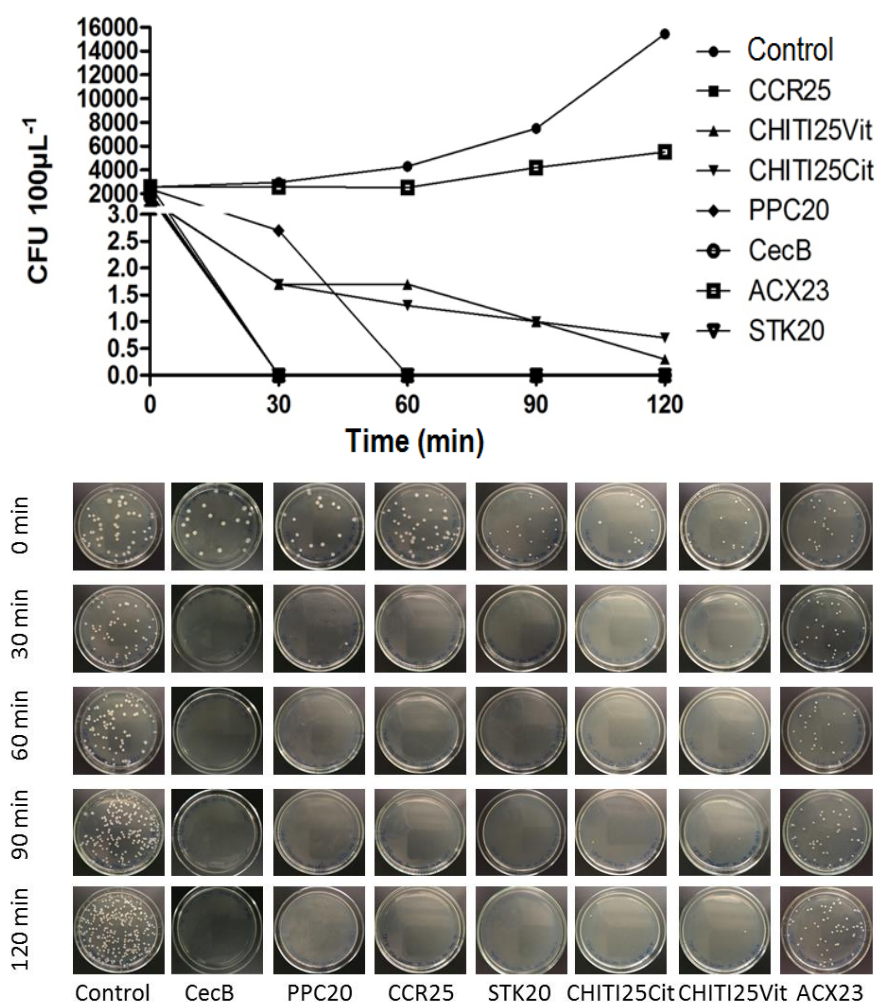 16000
14000
12000
10000
8000
6000
4000
2000
3.0
2.5
2.0
1.5
1.0
0.5
0.0
CFU 100µL⁻¹
0 30 60 90 120
Time (min)
Control
CCR25
CHITI25Vit
CHITI25Cit
PPC20
CecB
ACX23
STK20
0 min
30 min
60 min
90 min
120 min
Control CecB PPC20 CCR25 STK20 CHITI25Cit CHITI25Vit ACX23